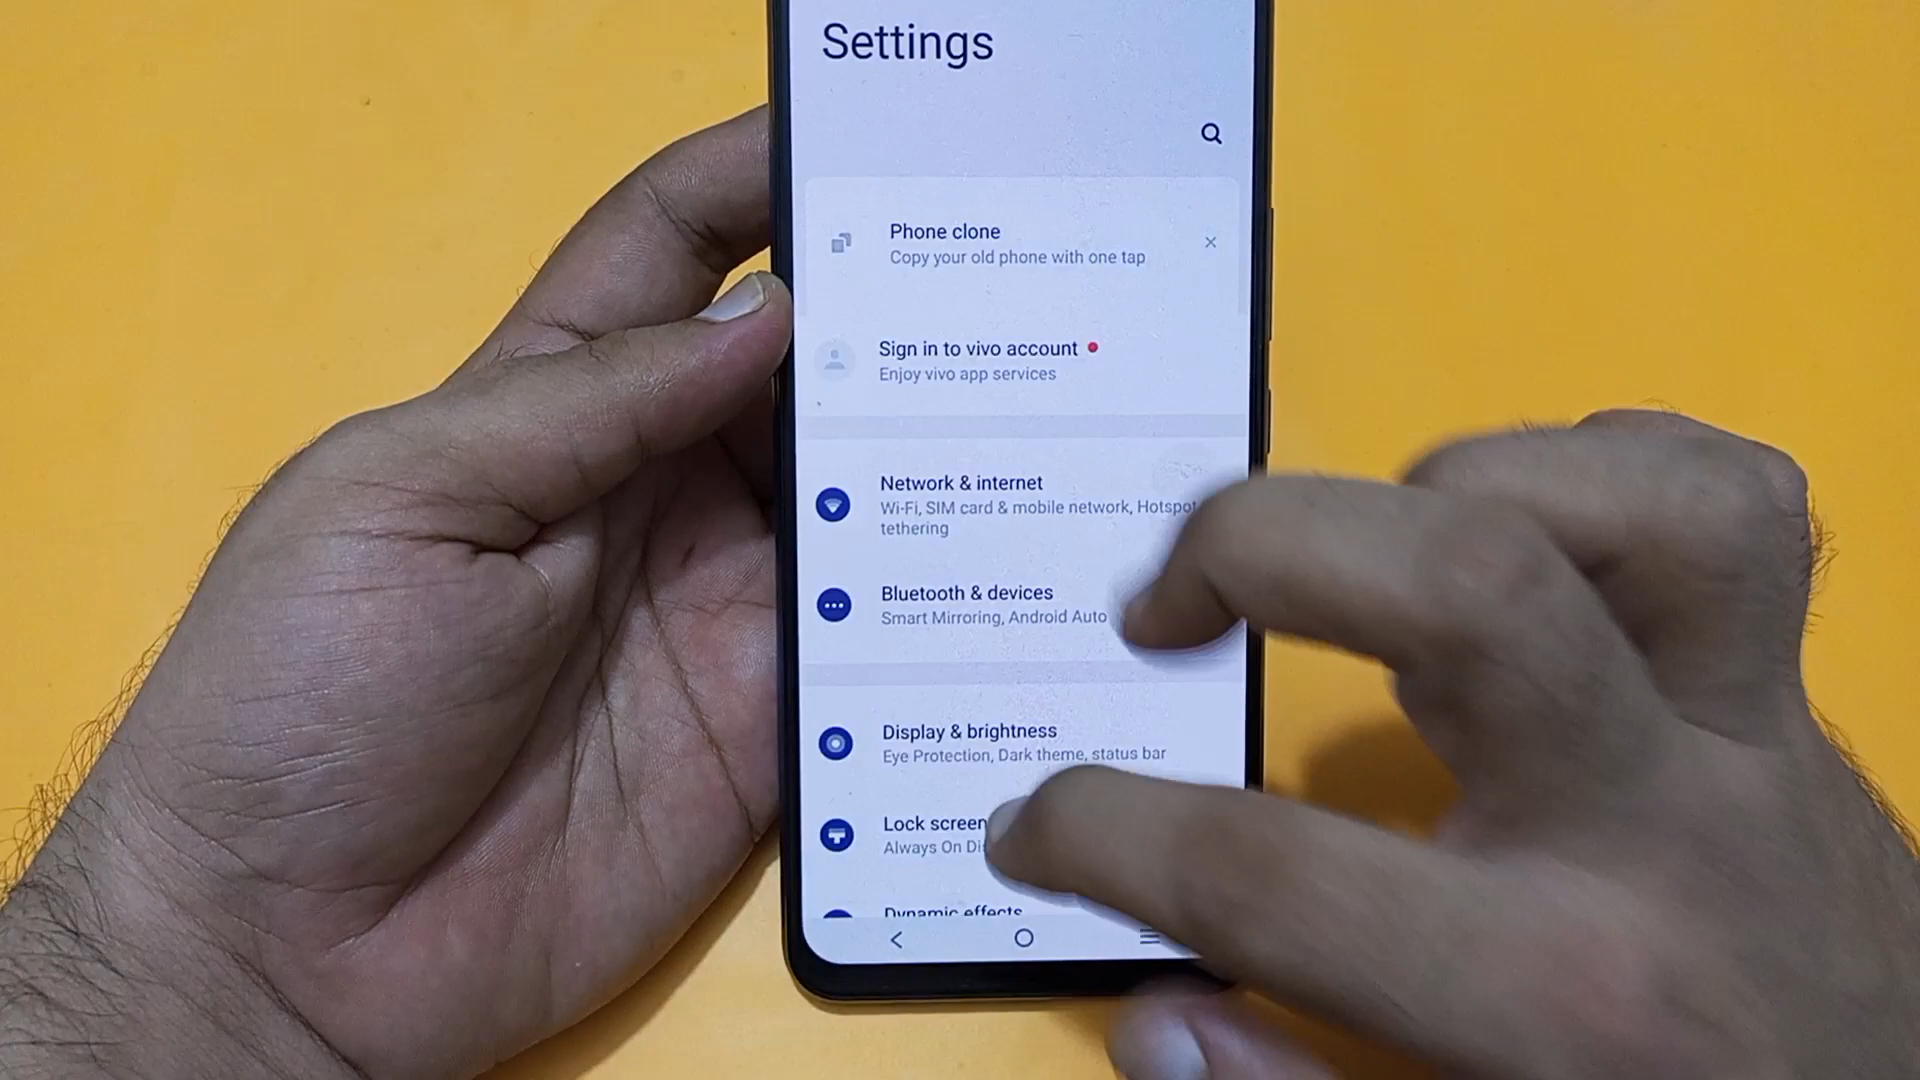 Settings
Phone clone
Copy your old phone with one tap
Sign in to vivo account
Enjoy vivo app services
Network & internet
Wi-Fi, SIM card & mobile network, Hotspot
tethering
Bluetooth & devices
Smart Mirroring, Android Auto
Display & brightness
Eye Protection, Dark theme, status bar
Lock screen
Always On
Dynamic effects